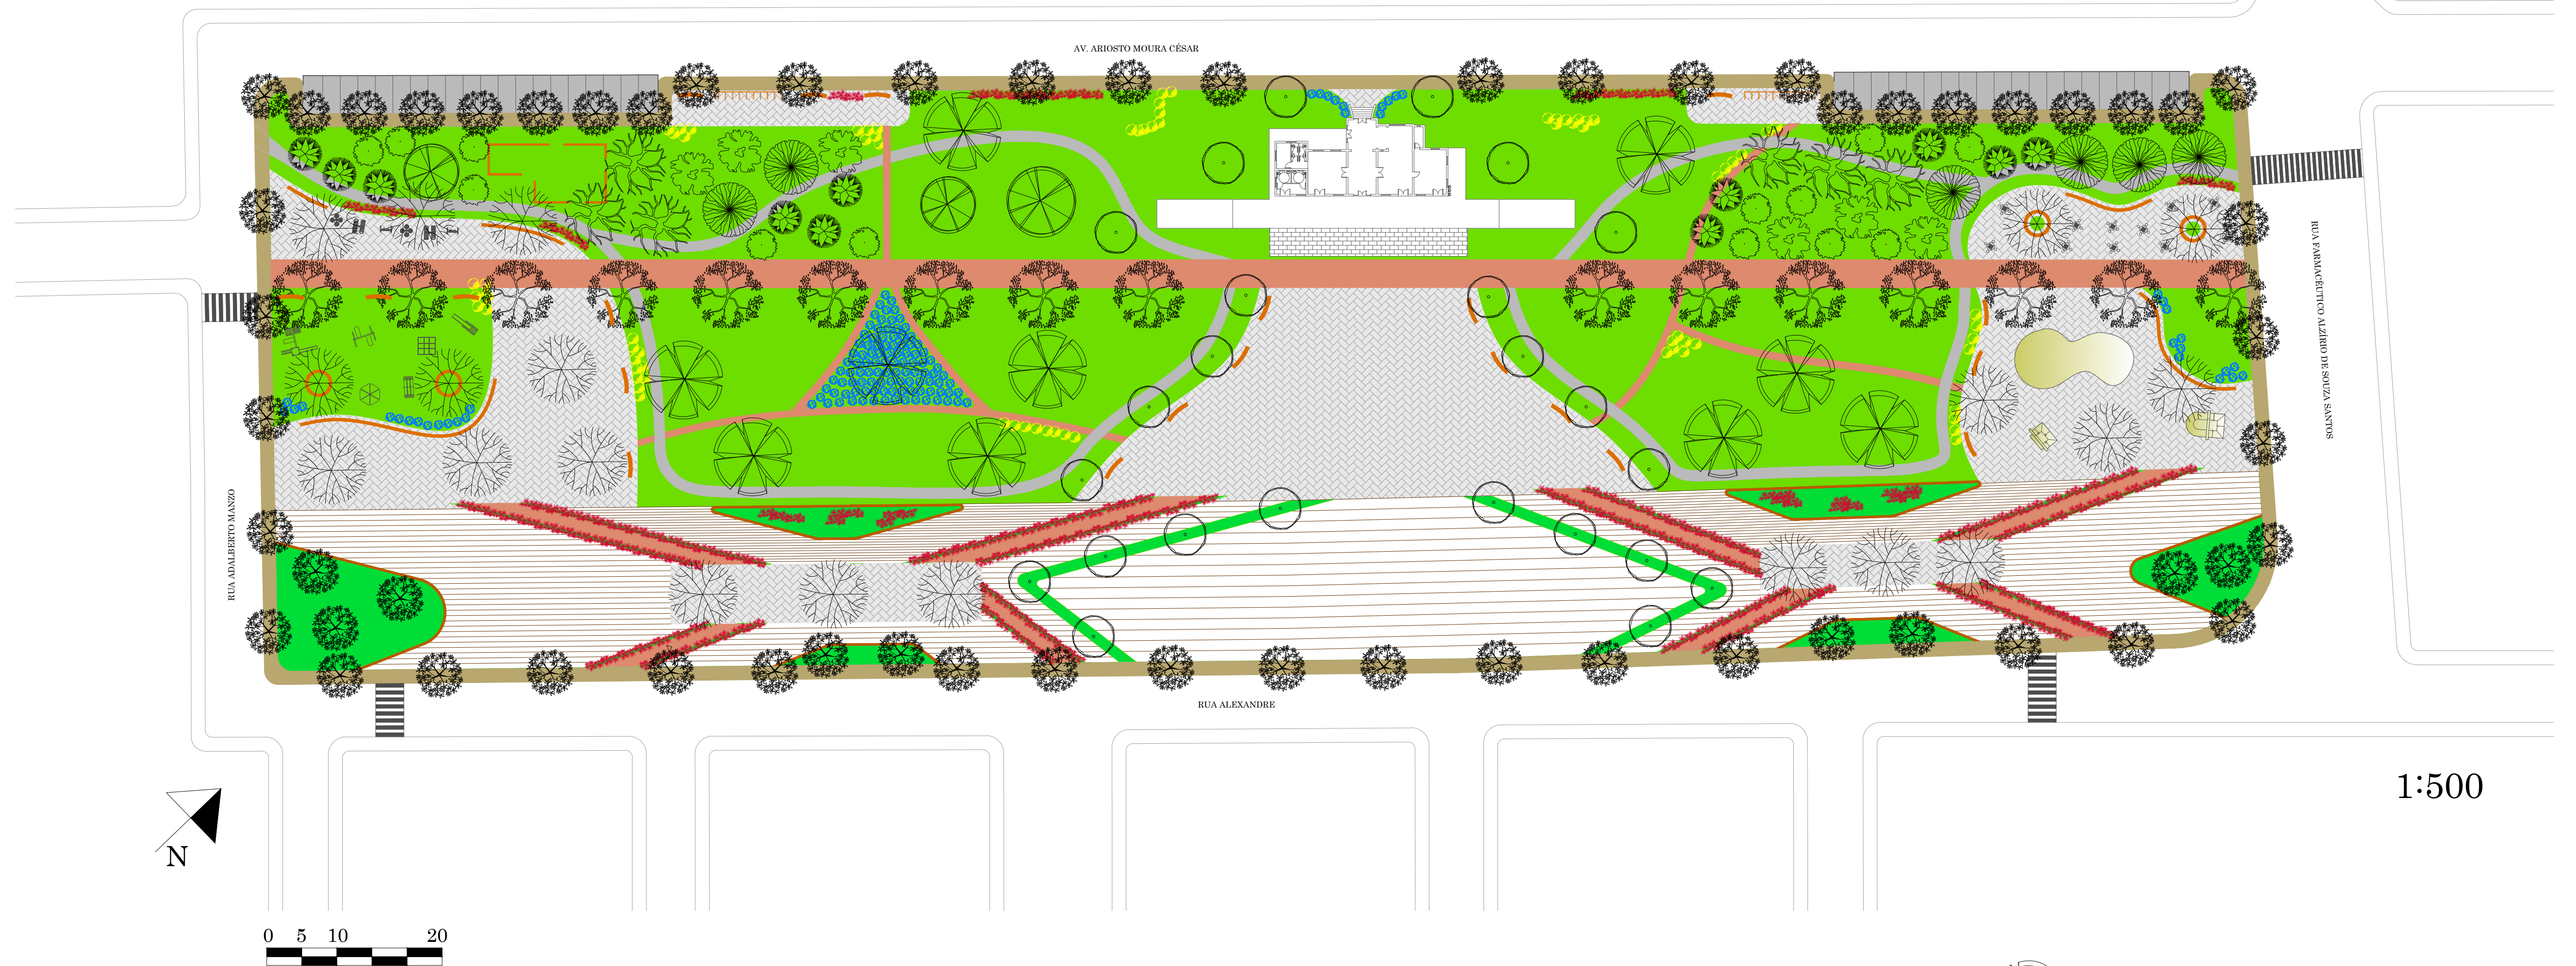 AV. ARIOSTO MOURA CÉSAR
RUA FARMACÊUTICO ALZÍRIO DE SOUZA SANTOS
RUA ADALBERTO MANZO
RUA ALEXANDRE
1:500
N
0 5 10 20